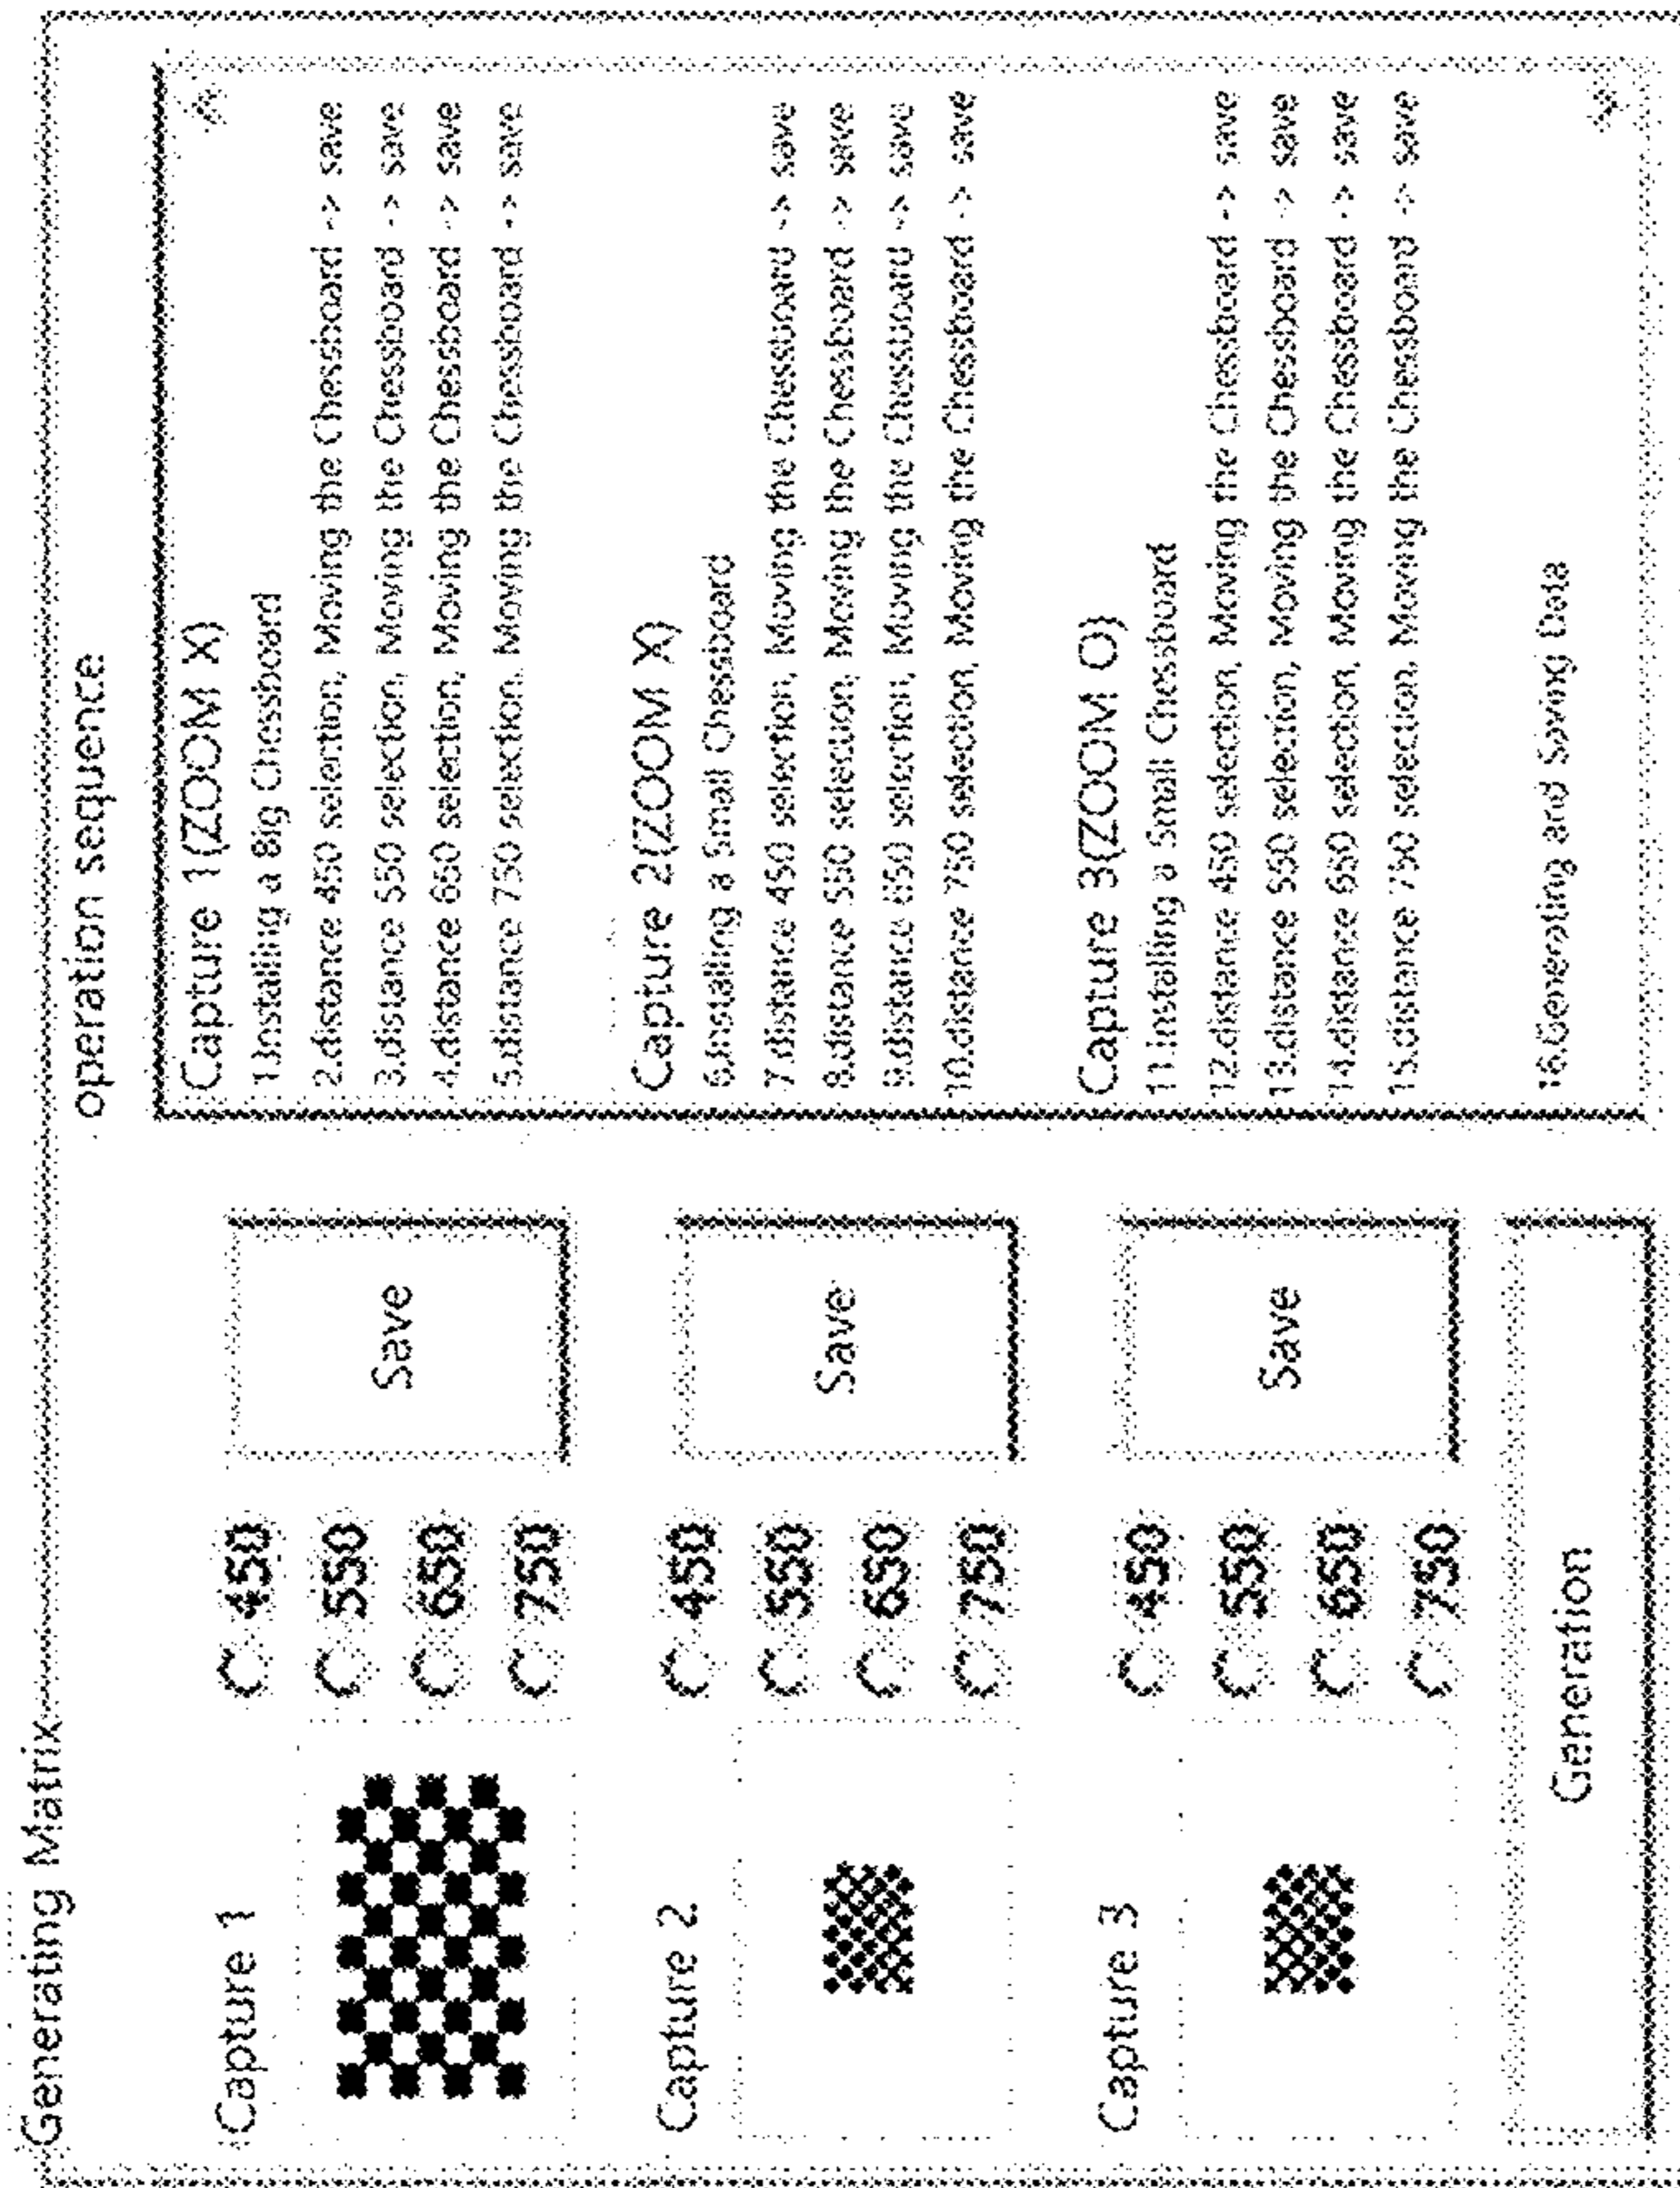 Generating Matrix
Capture 1
450
550
650
750
Save
Capture 2
450
550
650
750
Save
Capture 3
450
550
650
750
Save
Generation
operation sequence
Capture 1(ZOOM X)
1.Installing a Big Chessboard
2.distance 450 selection, Moving the Chessboard -> save
3.distance 550 selection, Moving the Chessboard -> save
4.distance 650 selection, Moving the Chessboard -> save
5.distance 750 selection, Moving the Chessboard -> save
Capture 2(ZOOM X)
6.Installing a Small Chessboard
7.distance 450 selection, Moving the Chessboard -> save
8.distance 550 selection, Moving the Chessboard -> save
9.distance 650 selection, Moving the Chessboard -> save
10.distance 750 selection, Moving the Chessboard -> save
Capture 3(ZOOM O)
11.Installing a Small Chessboard
12.distance 450 selection, Moving the Chessboard -> save
13.distance 550 selection, Moving the Chessboard -> save
14.distance 650 selection, Moving the Chessboard -> save
15.distance 750 selection, Moving the Chessboard -> save
16.Generating and Saving Data